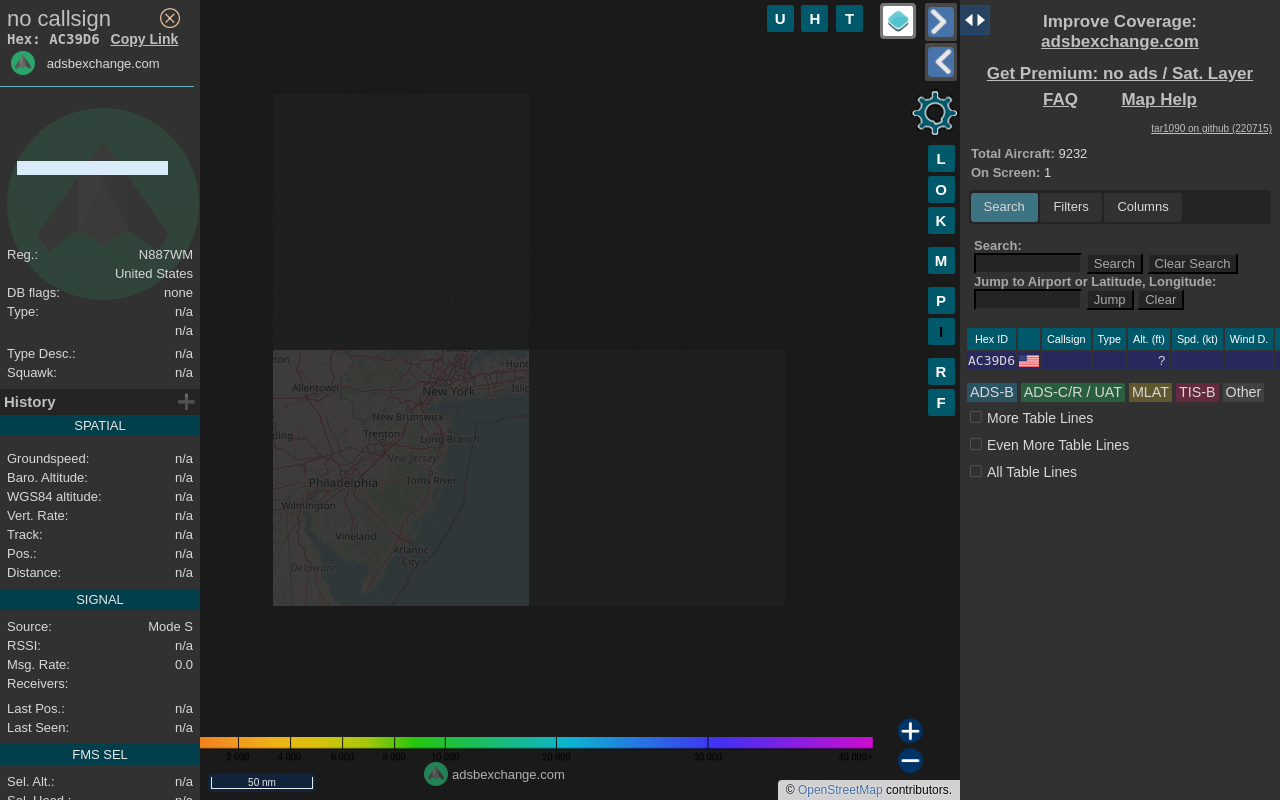 no callsign
Hex: AC39D6 Copy Link
adsbexchange.com
Reg.: N887WM
United States
DB flags: none
Type: n/a
n/a
Type Desc.: n/a
Squawk: n/a
History
SPATIAL
Groundspeed: n/a
Baro. Altitude: n/a
WGS84 altitude: n/a
Vert. Rate: n/a
Track: n/a
Pos.: n/a
Distance: n/a
SIGNAL
Source: Mode S
RSSI: n/a
Msg. Rate: 0.0
Receivers:
Last Pos.: n/a
Last Seen: n/a
FMS SEL
Sel. Alt.: n/a
U H T
L
O
K
M
P
I
R
F
Allentown
New York
New Brunswick
Trenton
Long Branch
New Jersey
Toms River
Philadelphia
Wilmington
Vineland
Atlantic
City
Delaware
2 000 4 000 6 000 8 000 10 000 20 000 30 000 40 000+
adsbexchange.com
50 nm
© OpenStreetMap contributors.
Improve Coverage:
adsbexchange.com
Get Premium: no ads / Sat. Layer
FAQ Map Help
tar1090 on github (220715)
Total Aircraft: 9232
On Screen: 1
Search Filters Columns
Search:
Search Clear Search
Jump to Airport or Latitude, Longitude:
Jump Clear
Hex ID Callsign Type Alt. (ft) Spd. (kt) Wind D.
AC39D6 ?
ADS-B ADS-C/R / UAT MLAT TIS-B Other
More Table Lines
Even More Table Lines
All Table Lines